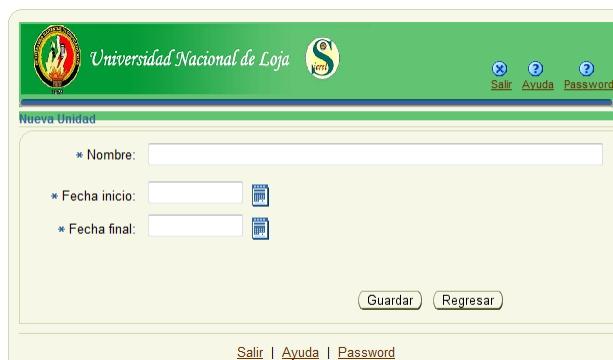 Universidad Nacional de Loja
Salir Ayuda Password
Nueva Unidad
* Nombre:
* Fecha inicio:
* Fecha final:
Guardar Regresar
Salir | Ayuda | Password